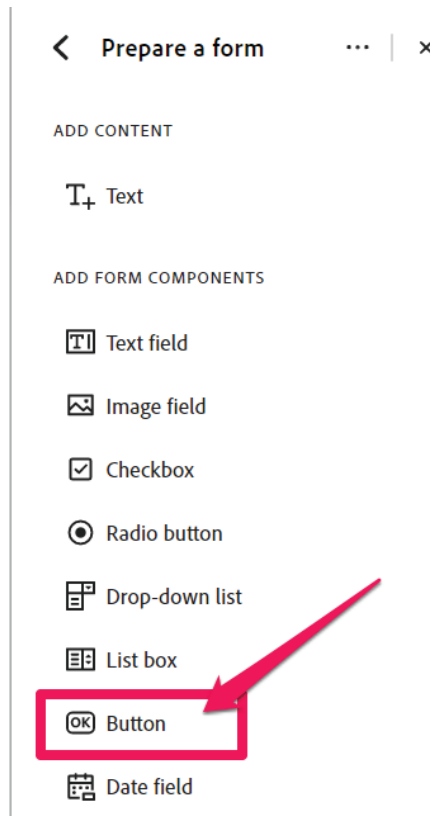 Prepare a form
ADD CONTENT
T+ Text
ADD FORM COMPONENTS
Text field
Image field
Checkbox
Radio button
Drop-down list
List box
OK Button
Date field